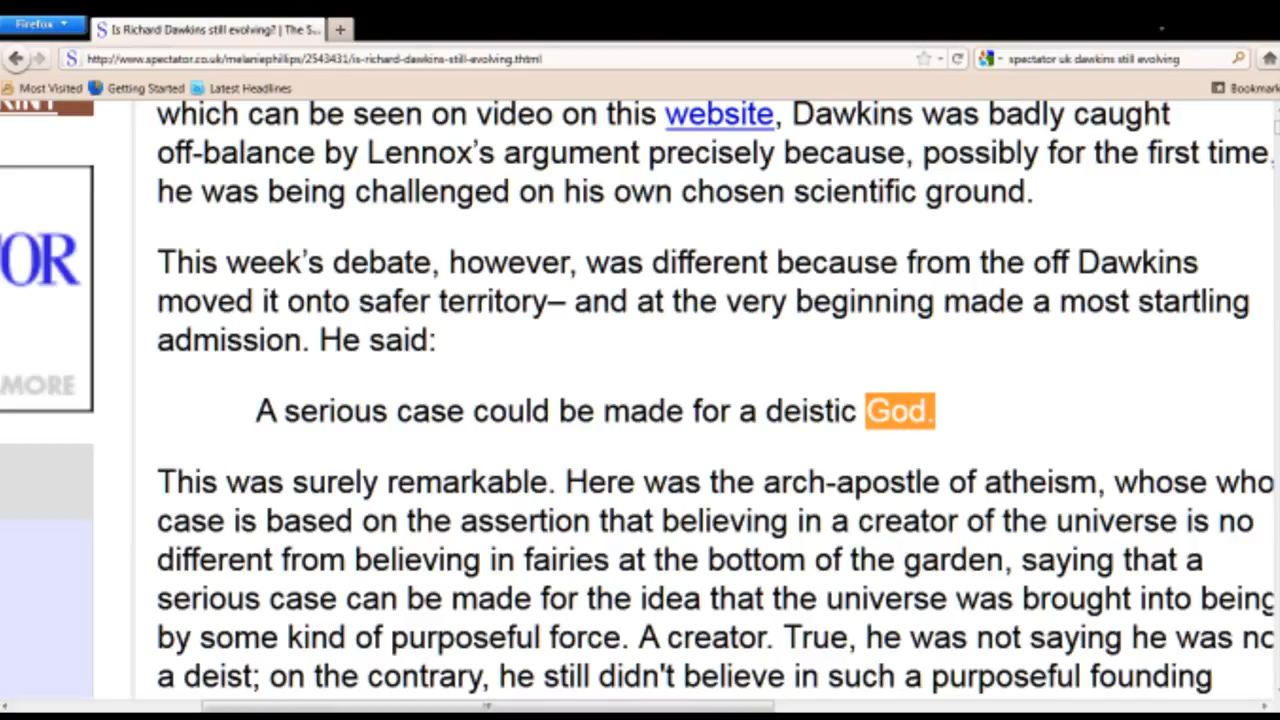 Firefox
Is Richard Dawkins still evolving? | The S...
http://www.spectator.co.uk/melaniephillips/2543431/is-richard-dawkins-still-evolving.thtml
spectator uk dawkins still evolving
Most Visited Getting Started Latest Headlines
Bookmark
which can be seen on video on this website, Dawkins was badly caught
off-balance by Lennox’s argument precisely because, possibly for the first time,
he was being challenged on his own chosen scientific ground.
OR
This week’s debate, however, was different because from the off Dawkins
moved it onto safer territory– and at the very beginning made a most startling
admission. He said:
MORE
A serious case could be made for a deistic God.
This was surely remarkable. Here was the arch-apostle of atheism, whose who
case is based on the assertion that believing in a creator of the universe is no
different from believing in fairies at the bottom of the garden, saying that a
serious case can be made for the idea that the universe was brought into being
by some kind of purposeful force. A creator. True, he was not saying he was no
a deist; on the contrary, he still didn't believe in such a purposeful founding